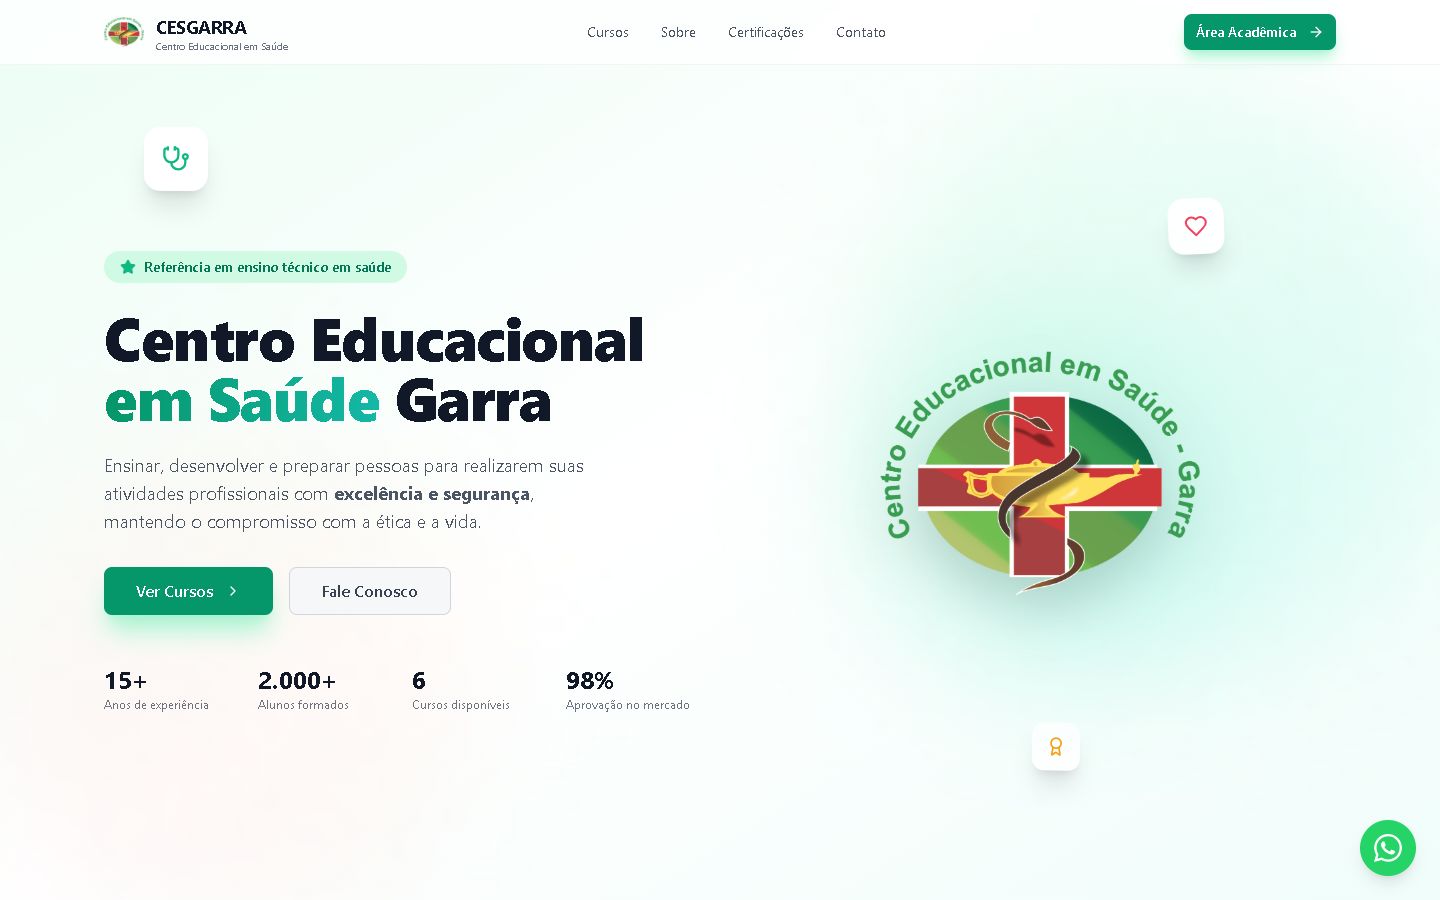 CESGARRA
Centro Educacional em Saúde
Cursos
Sobre
Certificações
Contato
Área Acadêmica
Referência em ensino técnico em saúde
Centro Educacional
em Saúde Garra
Ensinar, desenvolver e preparar pessoas para realizarem suas
atividades profissionais com excelência e segurança,
mantendo o compromisso com a ética e a vida.
Ver Cursos
Fale Conosco
15+
Anos de experiência
2.000+
Alunos formados
6
Cursos disponíveis
98%
Aprovação no mercado
Centro Educacional em Saúde - Garra